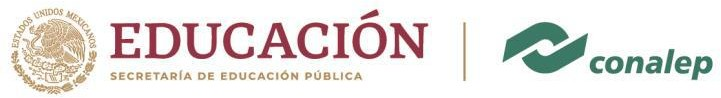 ESTADOS UNIDOS MEXICANOS
EDUCACIÓN
SECRETARÍA DE EDUCACIÓN PÚBLICA
conalep